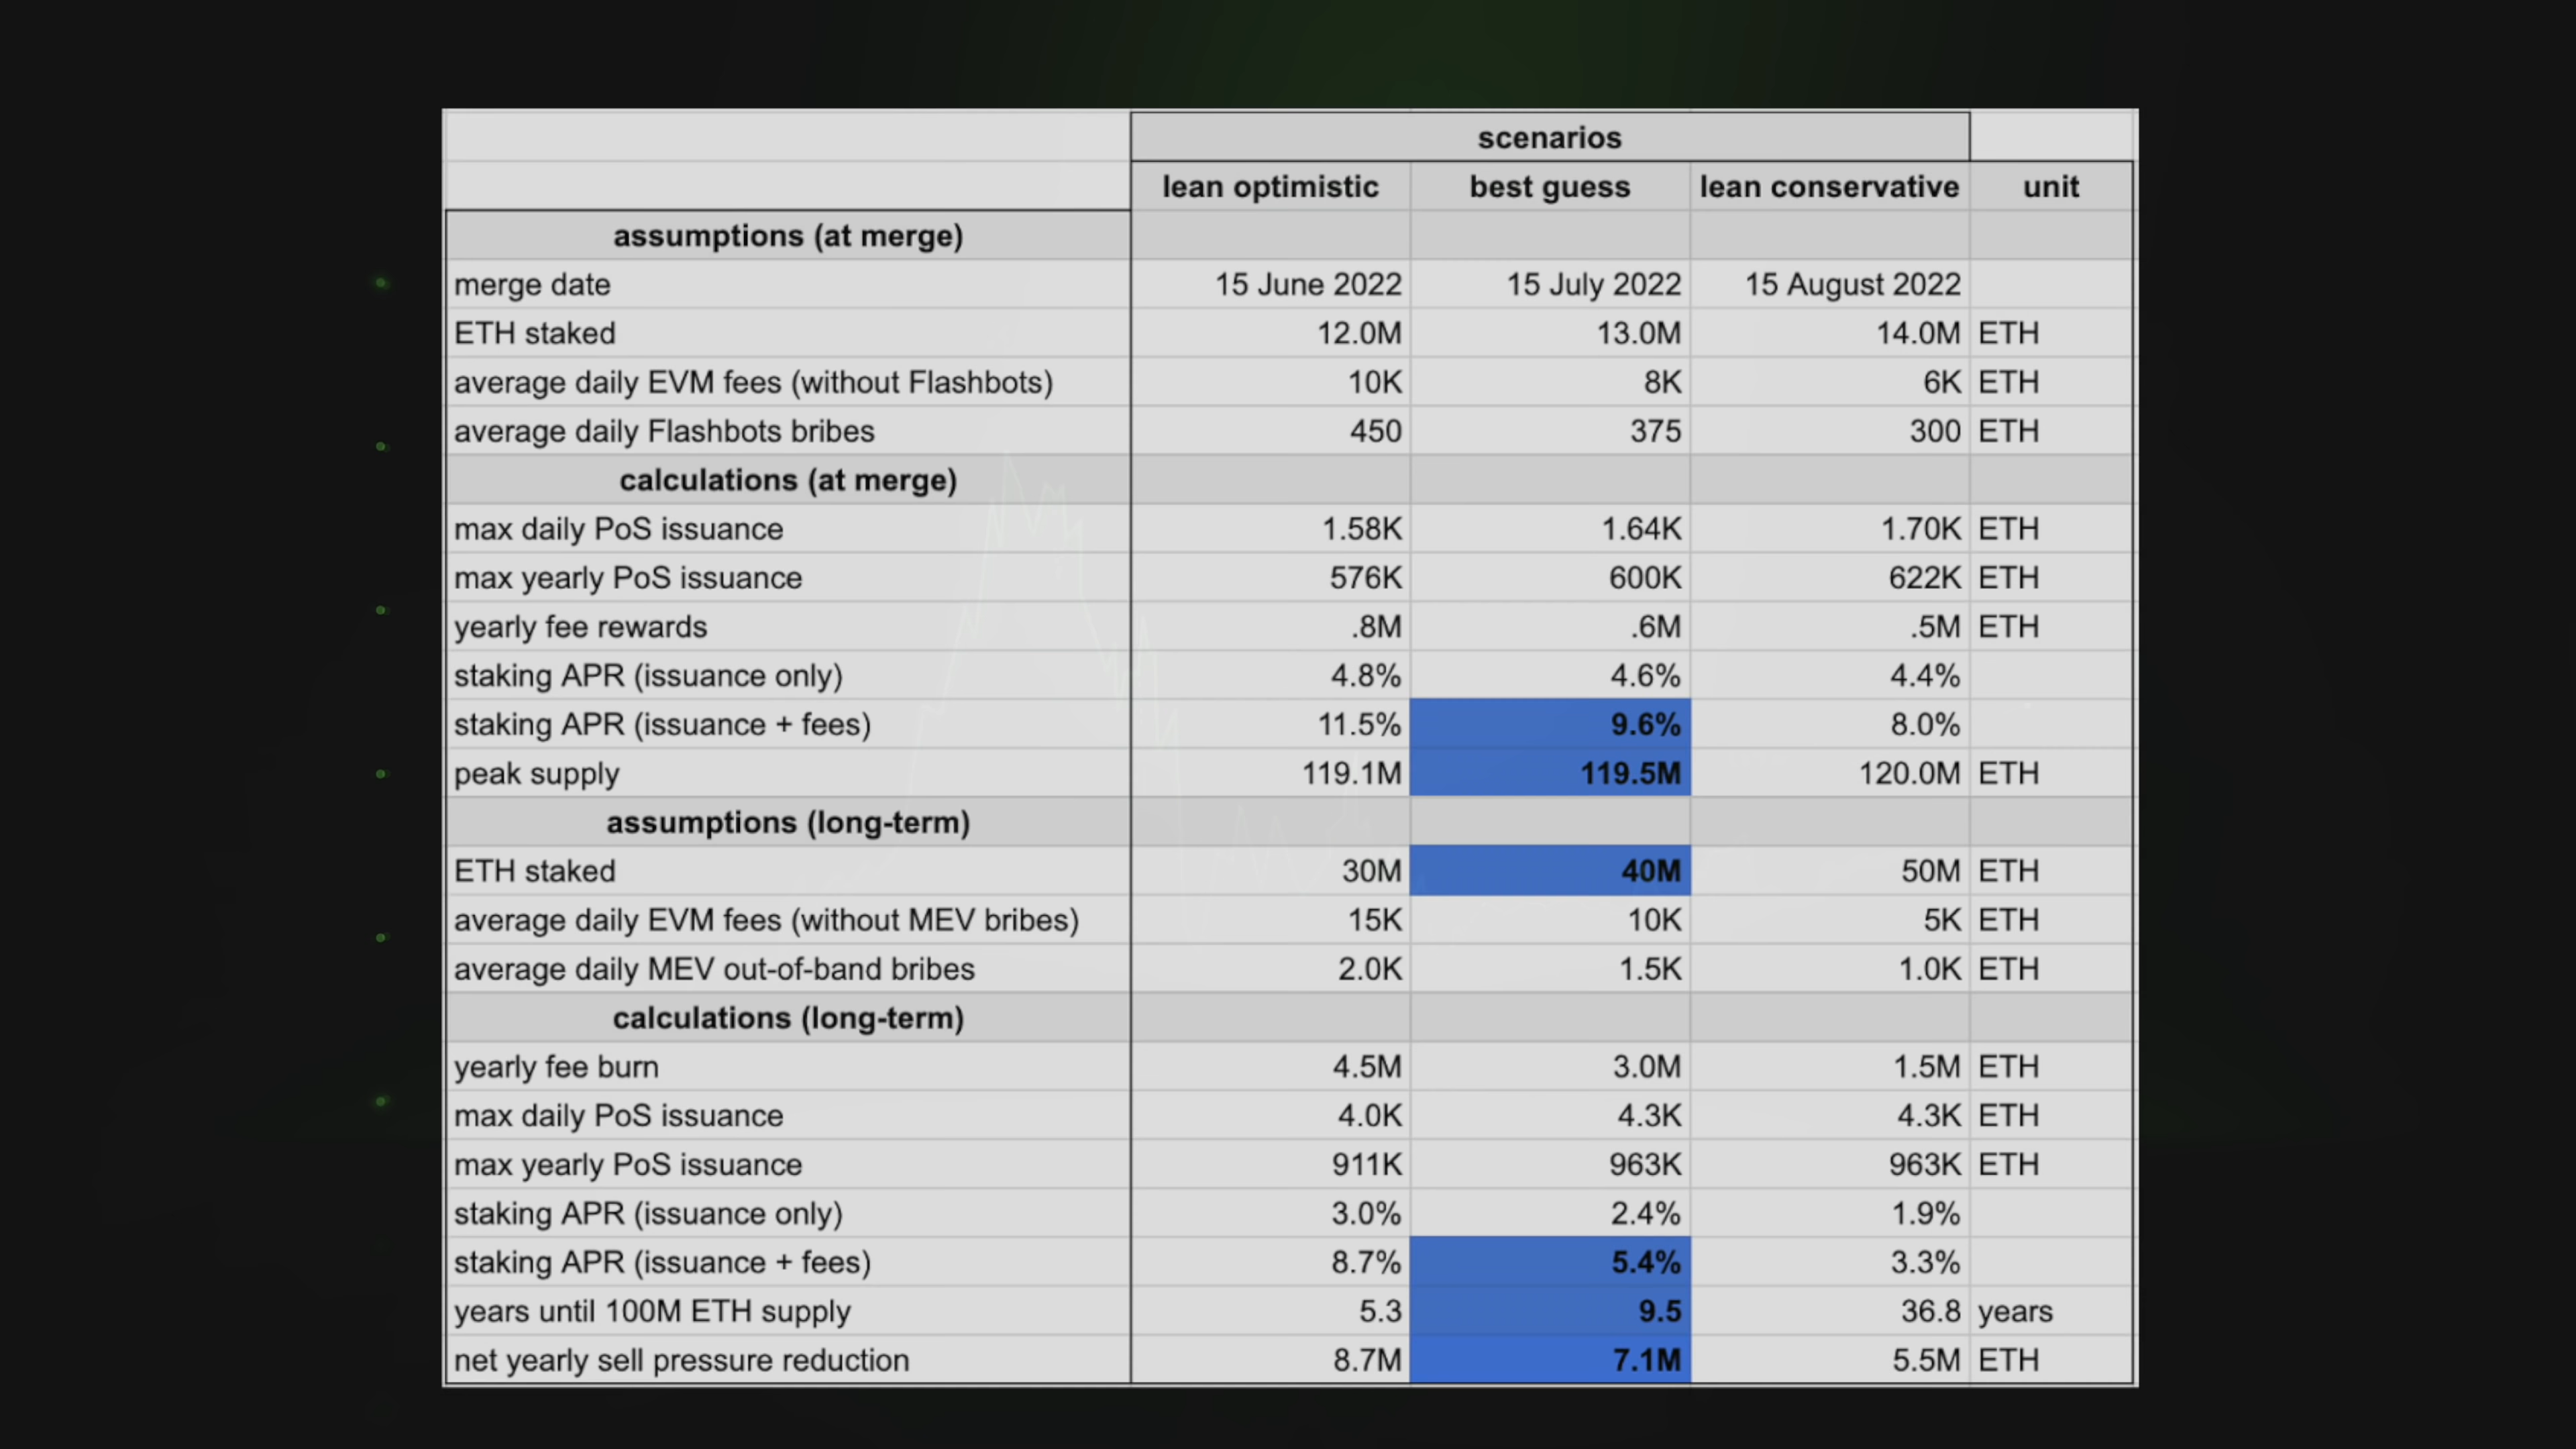 scenarios
lean optimistic best guess lean conservative unit
assumptions (at merge)
merge date 15 June 2022 15 July 2022 15 August 2022
ETH staked 12.0M 13.0M 14.0M ETH
average daily EVM fees (without Flashbots) 10K 8K 6K ETH
average daily Flashbots bribes 450 375 300 ETH
calculations (at merge)
max daily PoS issuance 1.58K 1.64K 1.70K ETH
max yearly PoS issuance 576K 600K 622K ETH
yearly fee rewards .8M .6M .5M ETH
staking APR (issuance only) 4.8% 4.6% 4.4%
staking APR (issuance + fees) 11.5% 9.6% 8.0%
peak supply 119.1M 119.5M 120.0M ETH
assumptions (long-term)
ETH staked 30M 40M 50M ETH
average daily EVM fees (without MEV bribes) 15K 10K 5K ETH
average daily MEV out-of-band bribes 2.0K 1.5K 1.0K ETH
calculations (long-term)
yearly fee burn 4.5M 3.0M 1.5M ETH
max daily PoS issuance 4.0K 4.3K 4.3K ETH
max yearly PoS issuance 911K 963K 963K ETH
staking APR (issuance only) 3.0% 2.4% 1.9%
staking APR (issuance + fees) 8.7% 5.4% 3.3%
years until 100M ETH supply 5.3 9.5 36.8 years
net yearly sell pressure reduction 8.7M 7.1M 5.5M ETH